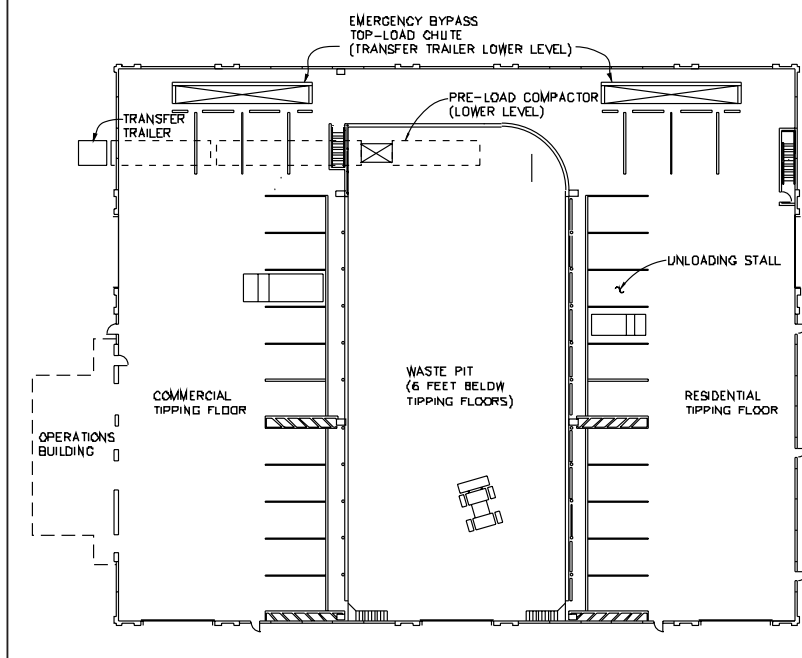 EMERGENCY BYPASS
TOP-LOAD CHUTE
(TRANSFER TRAILER LOWER LEVEL)
PRE-LOAD COMPACTOR
(LOWER LEVEL)
TRANSFER
TRAILER
UNLOADING STALL
WASTE PIT
(6 FEET BELOW
TIPPING FLOORS)
COMMERCIAL
TIPPING FLOOR
RESIDENTIAL
TIPPING FLOOR
OPERATIONS
BUILDING